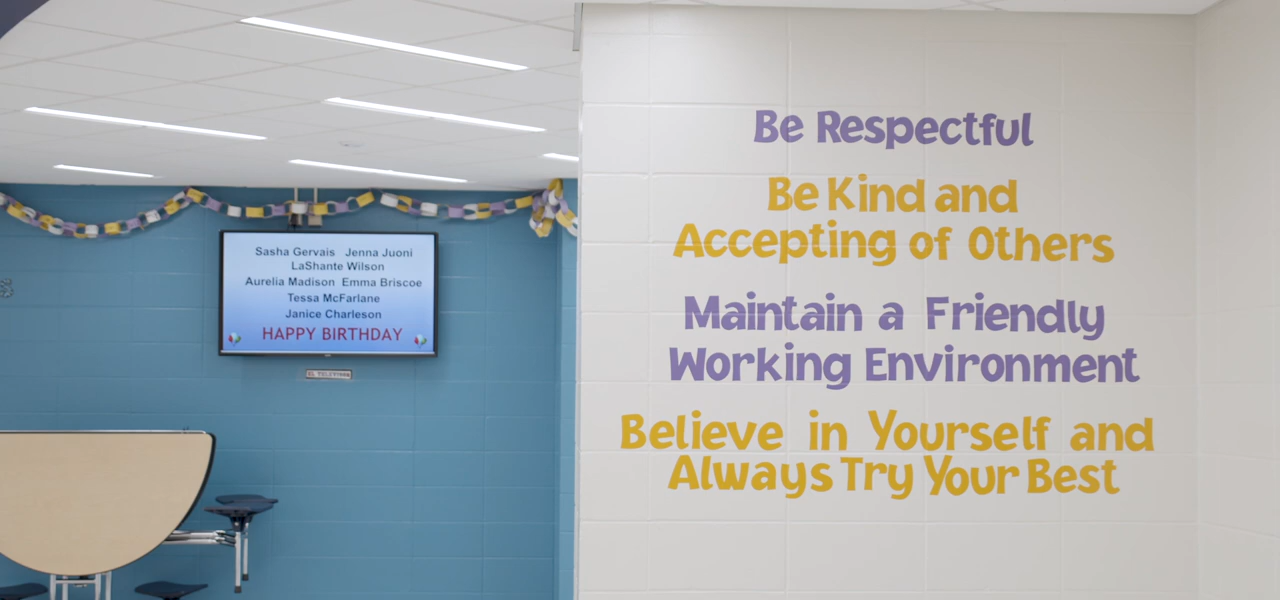 Sasha Gervais Jenna Juoni
LaShante Wilson
Aurelia Madison Emma Briscoe
Tessa McFarlane
Janice Charleson
HAPPY BIRTHDAY
Be Respectful
Be Kind and
Accepting of Others
Maintain a Friendly
Working Environment
Believe in Yourself and
Always Try Your Best